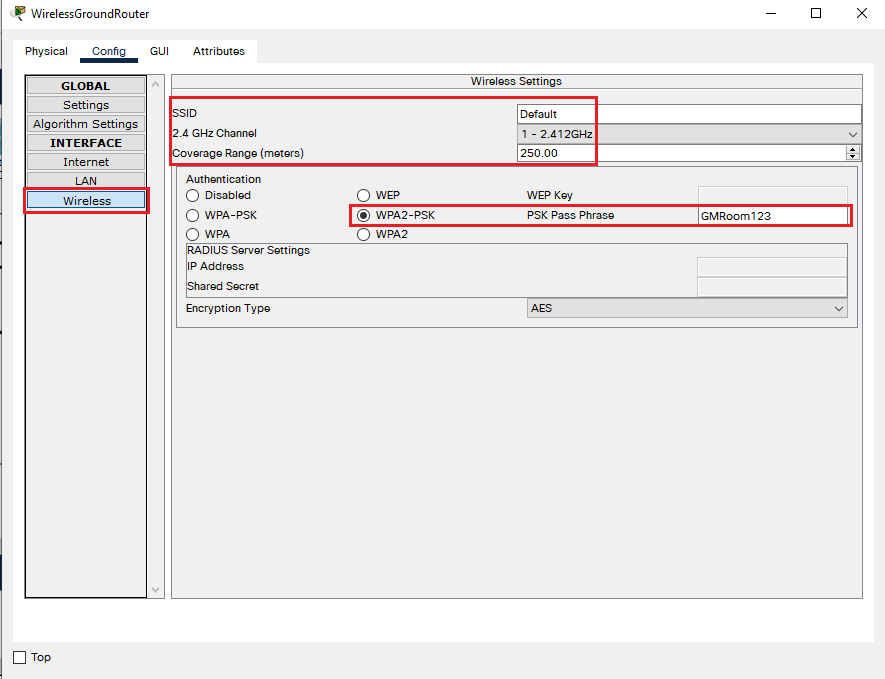 WirelessGroundRouter
Physical Config GUI Attributes
GLOBAL
Settings
Algorithm Settings
INTERFACE
Internet
LAN
Wireless
Wireless Settings
SSID Default
2.4 GHz Channel 1 - 2.412GHz
Coverage Range (meters) 250.00
Authentication
Disabled WEP WEP Key
WPA-PSK WPA2-PSK PSK Pass Phrase GMRoom123
WPA WPA2
RADIUS Server Settings
IP Address
Shared Secret
Encryption Type AES
Top